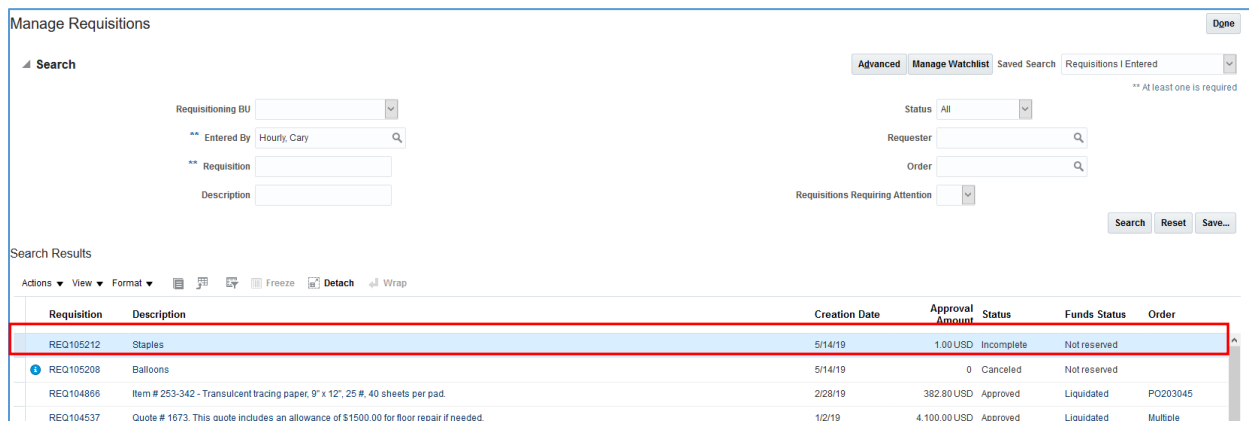 Manage Requisitions
Done
Search
Advanced Manage Watchlist Saved Search Requisitions I Entered
** At least one is required
Requisitioning BU
Status All
** Entered By Hourly, Cary
Requester
** Requisition
Order
Description
Requisitions Requiring Attention
Search Reset Save...
Search Results
Actions View Format Freeze Detach Wrap
Requisition Description Creation Date Approval Amount Status Funds Status Order
REQ105212 Staples 5/14/19 1.00 USD Incomplete Not reserved
REQ105208 Balloons 5/14/19 0 Canceled Not reserved
REQ104866 Item # 253-342 - Transulcent tracing paper, 9" x 12", 25 #, 40 sheets per pad. 2/28/19 382.80 USD Approved Liquidated PO203045
REQ104537 Quote # 1673. This quote includes an allowance of $1500.00 for floor repair if needed. 1/2/19 4,100.00 USD Approved Liquidated Multiple